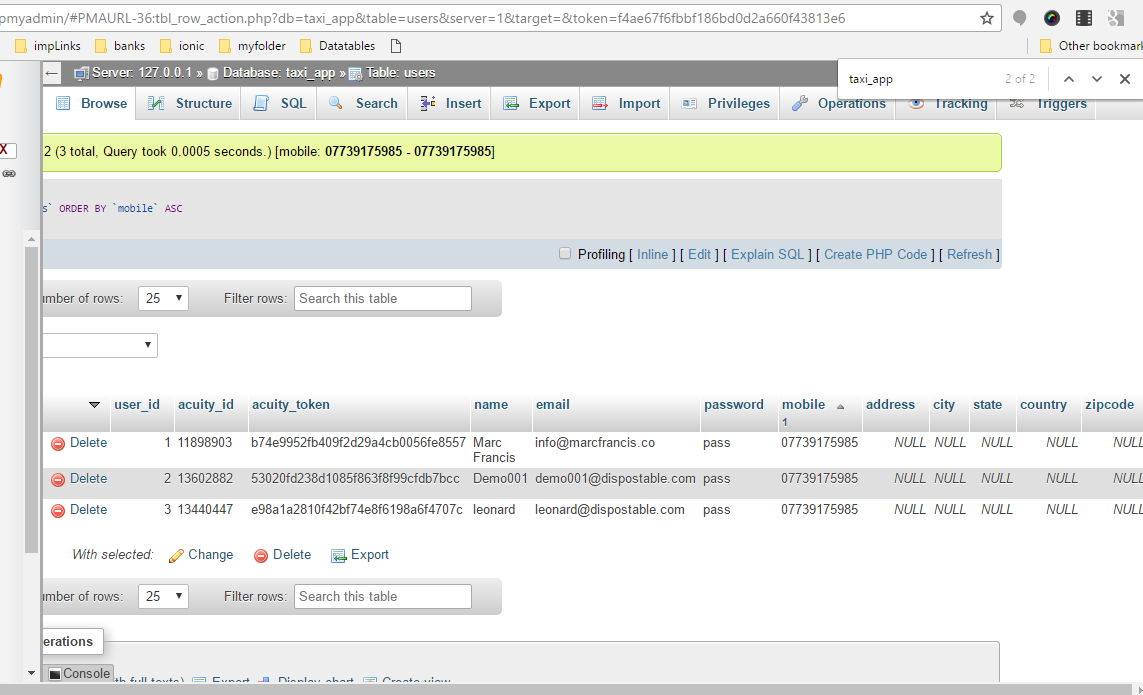 pmyadmin/#PMAURL-36:tbl_row_action.php?db=taxi_app&table=users&server=1&target=&token=f4ae67f6fbbf186bd0d2a660f43813e6
impLinks banks ionic myfolder Datatables Other bookmark
Server: 127.0.0.1 » Database: taxi_app » Table: users
taxi_app 2 of 2
Browse Structure SQL Search Insert Export Import Privileges Operations Tracking Triggers
X
2 (3 total, Query took 0.0005 seconds.) [mobile: 07739175985 - 07739175985]
s` ORDER BY `mobile` ASC
Profiling [ Inline ] [ Edit ] [ Explain SQL ] [ Create PHP Code ] [ Refresh ]
umber of rows: 25 Filter rows: Search this table
user_id acuity_id acuity_token name email password mobile 1 address city state country zipcode
Delete 1 11898903 b74e9952fb409f2d29a4cb0056fe8557 Marc Francis info@marcfrancis.co pass 07739175985 NULL NULL NULL NULL NULL
Delete 2 13602882 53020fd238d1085f863f8f99cfdb7bcc Demo001 demo001@dispostable.com pass 07739175985 NULL NULL NULL NULL NULL
Delete 3 13440447 e98a1a2810f42bf74e8f6198a6f4707c leonard leonard@dispostable.com pass 07739175985 NULL NULL NULL NULL NULL
With selected: Change Delete Export
umber of rows: 25 Filter rows: Search this table
erations
Console th full texts) Export Display chart Create view